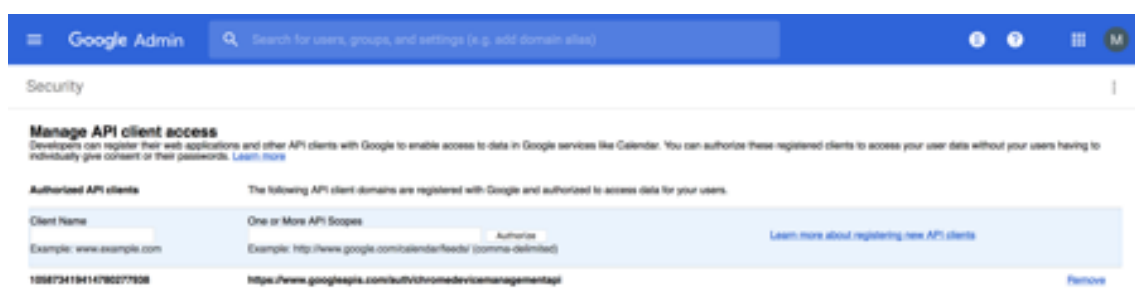 Google Admin
Search for users, groups, and settings (e.g. add domain alias)
M
Security
Manage API client access
Developers can register their web applications and other API clients with Google to enable access to data in Google services like Calendar. You can authorize these registered clients to access your user data without your users having to
individually give consent or their passwords. Learn more
Authorized API clients The following API client domains are registered with Google and authorized to access data for your users.
Client Name One or More API Scopes
Authorize Learn more about registering new API clients
Example: www.example.com Example: http://www.google.com/calendar/feeds/ (comma-delimited)
https://www.googleapis.com/auth/chromedevicemanagementapi Remove